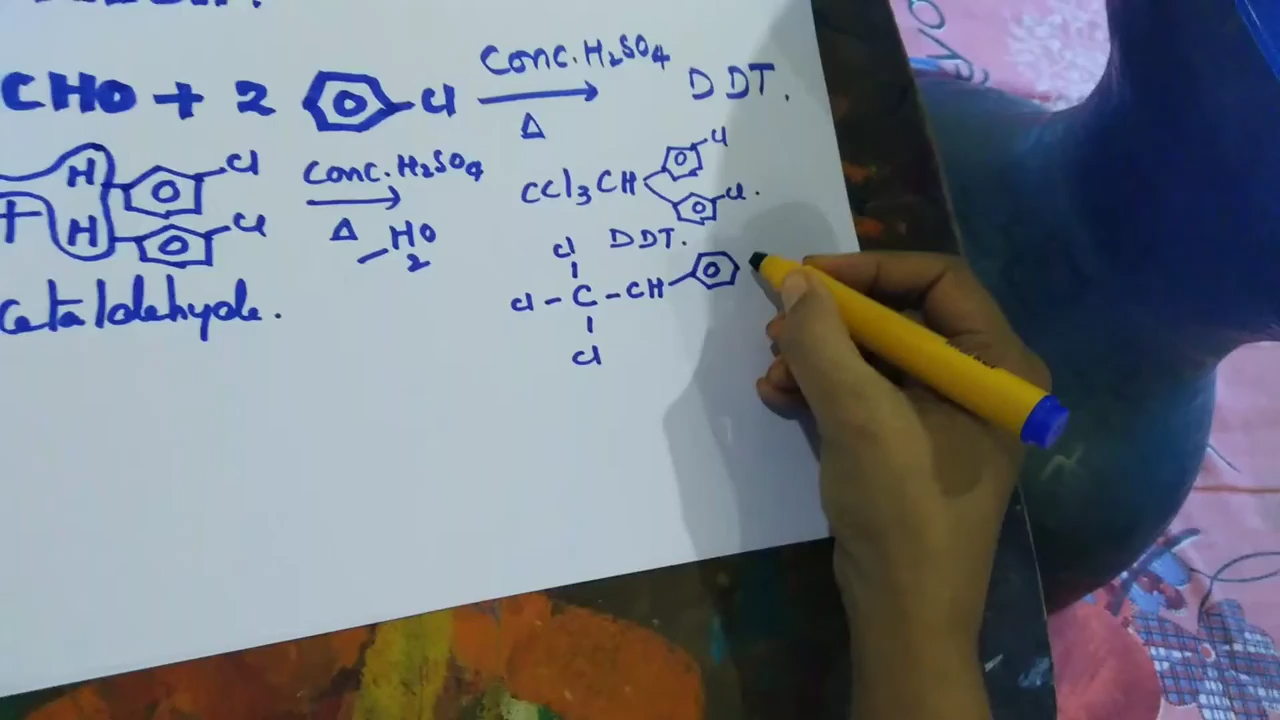 CHO + 2 Cl Conc. H2SO4 Δ DDT.
H Cl Conc. H2SO4 CCl3CH Cl
H Cl Δ -H2O Cl.
DDT.
Cl
Cl - C - CH
Cl
cetaldehyde.